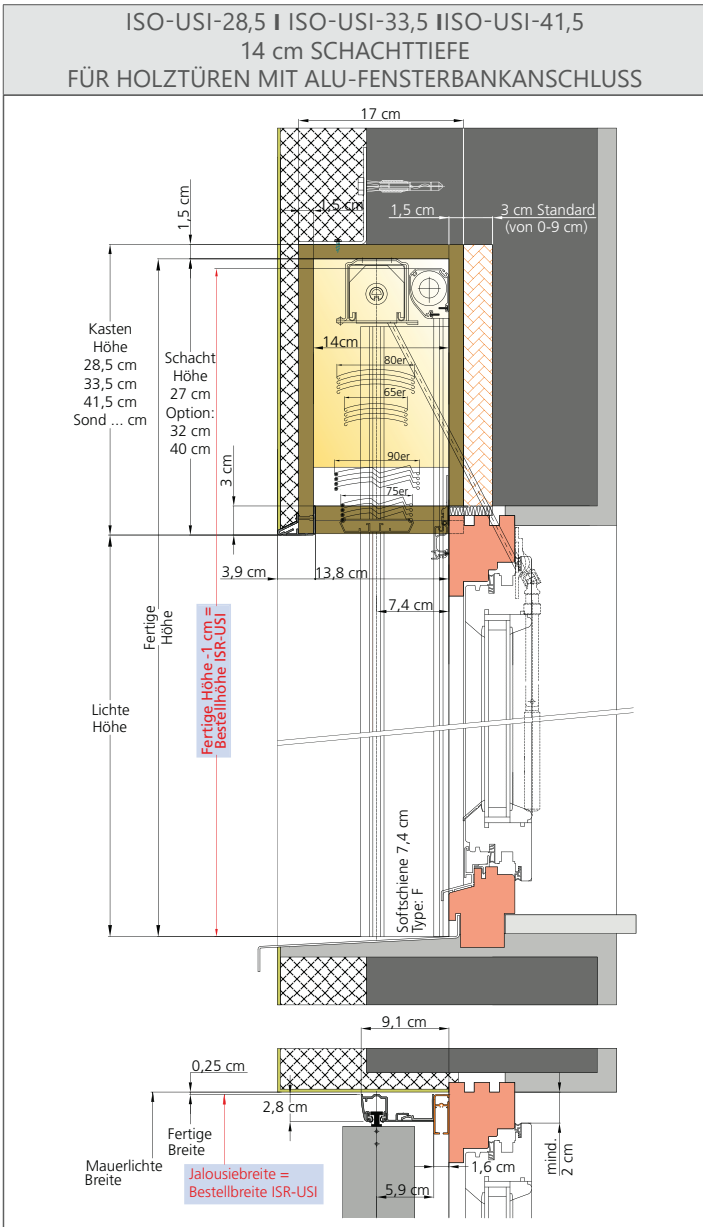 ISO-USI-28,5 I ISO-USI-33,5 IISO-USI-41,5
14 cm SCHACHTTIEFE
FÜR HOLZTÜREN MIT ALU-FENSTERBANKANSCHLUSS
17 cm
1,5 cm
1,5 cm
1,5 cm
3 cm Standard
(von 0-9 cm)
Kasten
Höhe
28,5 cm
33,5 cm
41,5 cm
Sond ... cm
Schacht
Höhe
27 cm
Option:
32 cm
40 cm
14cm
80er
65er
90er
75er
3 cm
3,9 cm
13,8 cm
7,4 cm
Fertige
Höhe
Fertige Höhe -1 cm =
Bestellhöhe ISR-USI
Lichte
Höhe
Softschiene 7,4 cm
Type: F
9,1 cm
0,25 cm
2,8 cm
Fertige
Breite
Mauerlichte
Breite
Jalousiebreite =
Bestellbreite ISR-USI
1,6 cm
5,9 cm
mind.
2 cm